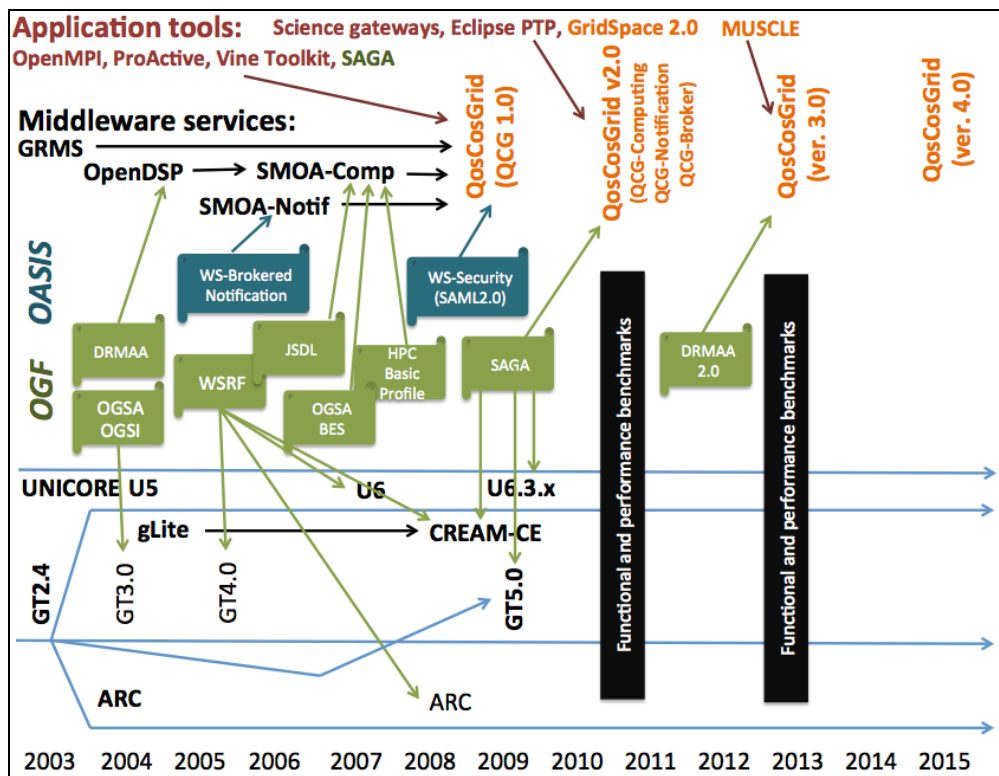 Application tools:
Science gateways, Eclipse PTP, GridSpace 2.0
MUSCLE
OpenMPI, ProActive, Vine Toolkit, SAGA
Middleware services:
GRMS
OpenDSP
SMOA-Comp
SMOA-Notif
QosCosGrid
(QCG 1.0)
QosCosGrid v2.0
(QCG-Computing
QCG-Notification
QCG-Broker)
QosCosGrid
(ver. 3.0)
QosCosGrid
(ver. 4.0)
OASIS
WS-Brokered
Notification
WS-Security
(SAML2.0)
OGF
DRMAA
OGSA
OGSI
WSRF
JSDL
OGSA
BES
HPC
Basic
Profile
SAGA
DRMAA
2.0
Functional and performance benchmarks
Functional and performance benchmarks
UNICORE U5
U6
U6.3.x
gLite
CREAM-CE
GT2.4
GT3.0
GT4.0
GT5.0
ARC
ARC
2003 2004 2005 2006 2007 2008 2009 2010 2011 2012 2013 2014 2015